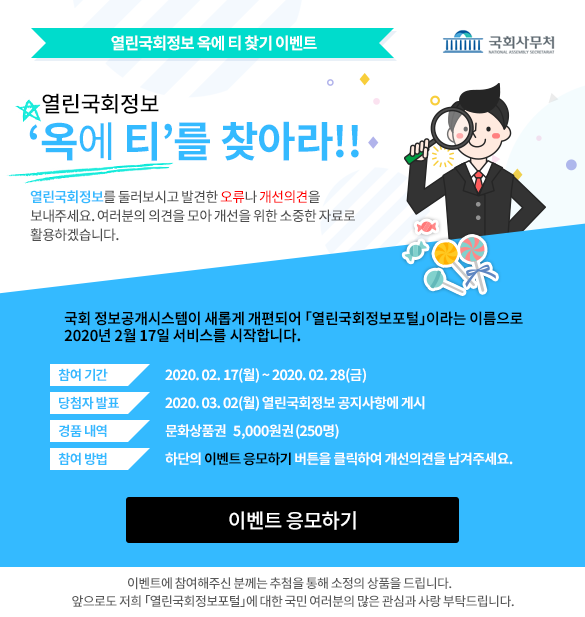 열린국회정보 옥에 티 찾기 이벤트
국회사무처
NATIONAL ASSEMBLY SECRETARIAT
열린국회정보
‘옥에 티’를 찾아라!!
열린국회정보를 둘러보시고 발견한 오류나 개선의견을
보내주세요. 여러분의 의견을 모아 개선을 위한 소중한 자료로
활용하겠습니다.
국회 정보공개시스템이 새롭게 개편되어 「열린국회정보포털」이라는 이름으로
2020년 2월 17일 서비스를 시작합니다.
참여 기간 2020. 02. 17(월) ~ 2020. 02. 28(금)
당첨자 발표 2020. 03. 02(월) 열린국회정보 공지사항에 게시
경품 내역 문화상품권 5,000원권 (250명)
참여 방법 하단의 이벤트 응모하기 버튼을 클릭하여 개선의견을 남겨주세요.
이벤트 응모하기
이벤트에 참여해주신 분께는 추첨을 통해 소정의 상품을 드립니다.
앞으로도 저희 「열린국회정보포털」에 대한 국민 여러분의 많은 관심과 사랑 부탁드립니다.